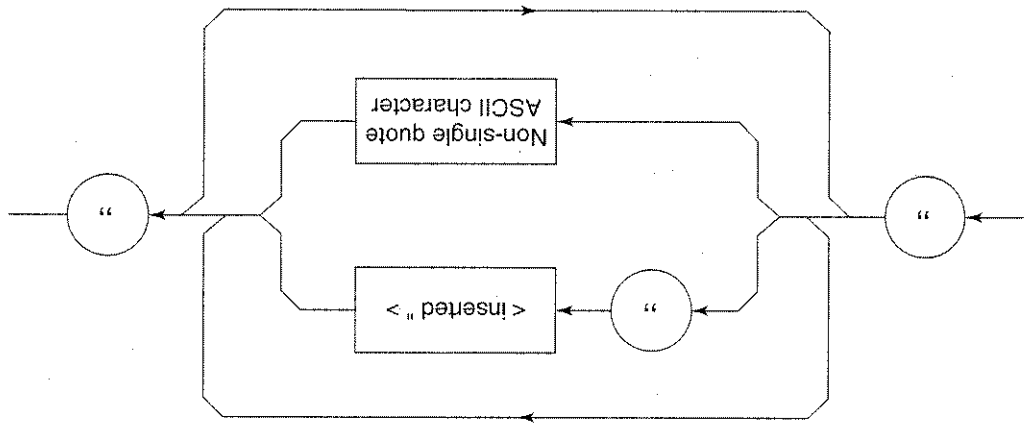 "
< inserted " >
"
"
Non-single quote
ASCII character